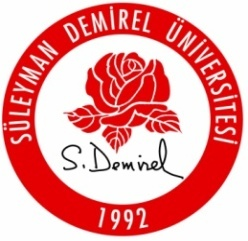 SÜLEYMAN DEMİREL ÜNİVERSİTESİ
S. Demirel
1992